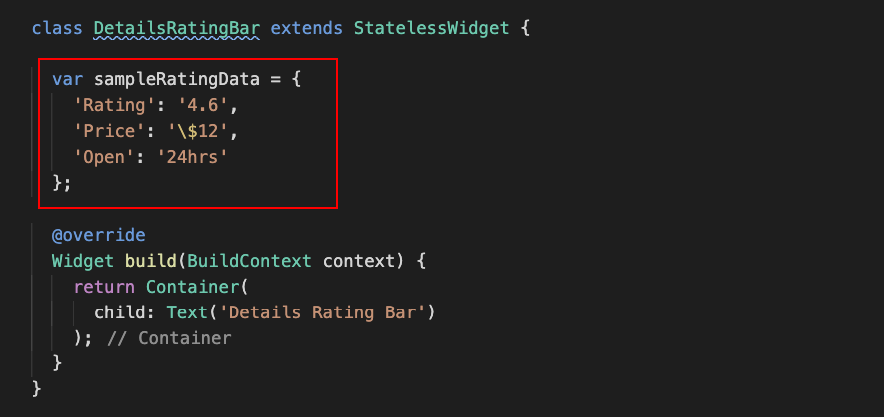 class DetailsRatingBar extends StatelessWidget {
var sampleRatingData = {
'Rating': '4.6',
'Price': '\$12',
'Open': '24hrs'
};
@override
Widget build(BuildContext context) {
return Container(
child: Text('Details Rating Bar')
); // Container
}
}